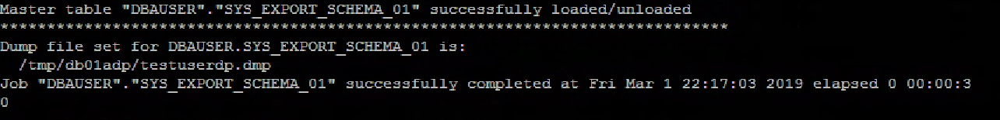 Master table "DBAUSER"."SYS_EXPORT_SCHEMA_01" successfully loaded/unloaded
******************************************************************************
Dump file set for DBAUSER.SYS_EXPORT_SCHEMA_01 is:
  /tmp/db01adp/testuserdp.dmp
Job "DBAUSER"."SYS_EXPORT_SCHEMA_01" successfully completed at Fri Mar 1 22:17:03 2019 elapsed 0 00:00:3
0